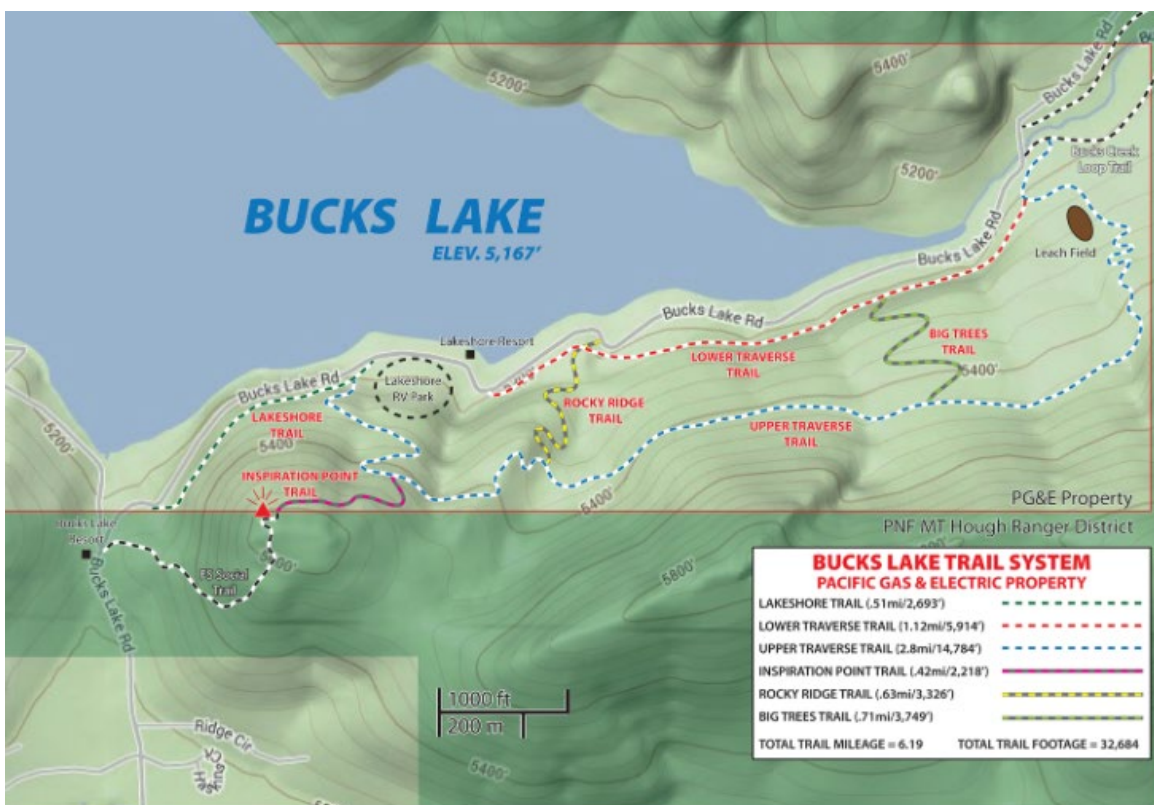 Bucks Lake Rd
5400'
5200'
Bucks Creek
Loop Trail
5200'
BUCKS LAKE
ELEV. 5,167'
Bucks Lake Rd
Leach Field
Bucks Lake Rd
Lakeshore Resort
BIG TREES
TRAIL
LOWER TRAVERSE
TRAIL
5400'
Bucks Lake Rd
Lakeshore
RV Park
ROCKY RIDGE
TRAIL
LAKESHORE
TRAIL
UPPER TRAVERSE
TRAIL
5200'
5400'
INSPIRATION POINT
TRAIL
5400'
PG&E Property
PNF MT Hough Ranger District
Bucks Lake
Resort
FS Social
Trail
5800'
Bucks Lake Rd
BUCKS LAKE TRAIL SYSTEM
PACIFIC GAS & ELECTRIC PROPERTY
LAKESHORE TRAIL (.51mi/2,693')
LOWER TRAVERSE TRAIL (1.12mi/5,914')
UPPER TRAVERSE TRAIL (2.8mi/14,784')
INSPIRATION POINT TRAIL (.42mi/2,218')
ROCKY RIDGE TRAIL (.63mi/3,326')
BIG TREES TRAIL (.71mi/3,749')
TOTAL TRAIL MILEAGE = 6.19 TOTAL TRAIL FOOTAGE = 32,684
1000 ft
200 m
Ridge Cir
5400'